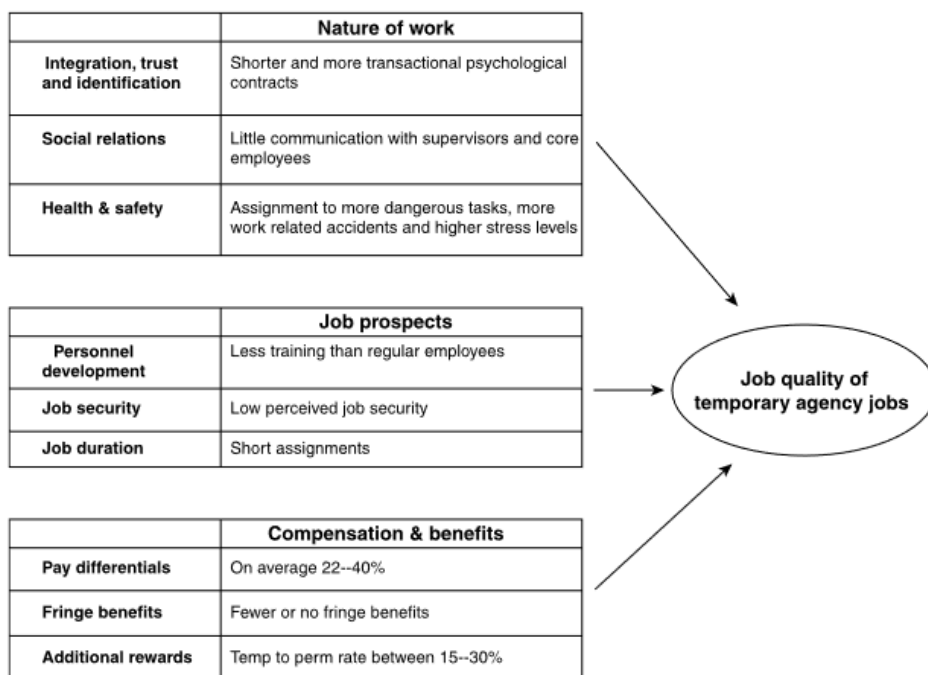 Nature of work
Integration, trust
and identification
Shorter and more transactional psychological
contracts
Social relations
Little communication with supervisors and core
employees
Health & safety
Assignment to more dangerous tasks, more
work related accidents and higher stress levels
Job prospects
Personnel
development
Less training than regular employees
Job security
Low perceived job security
Job duration
Short assignments
Compensation & benefits
Pay differentials
On average 22--40%
Fringe benefits
Fewer or no fringe benefits
Additional rewards
Temp to perm rate between 15--30%
Job quality of
temporary agency jobs